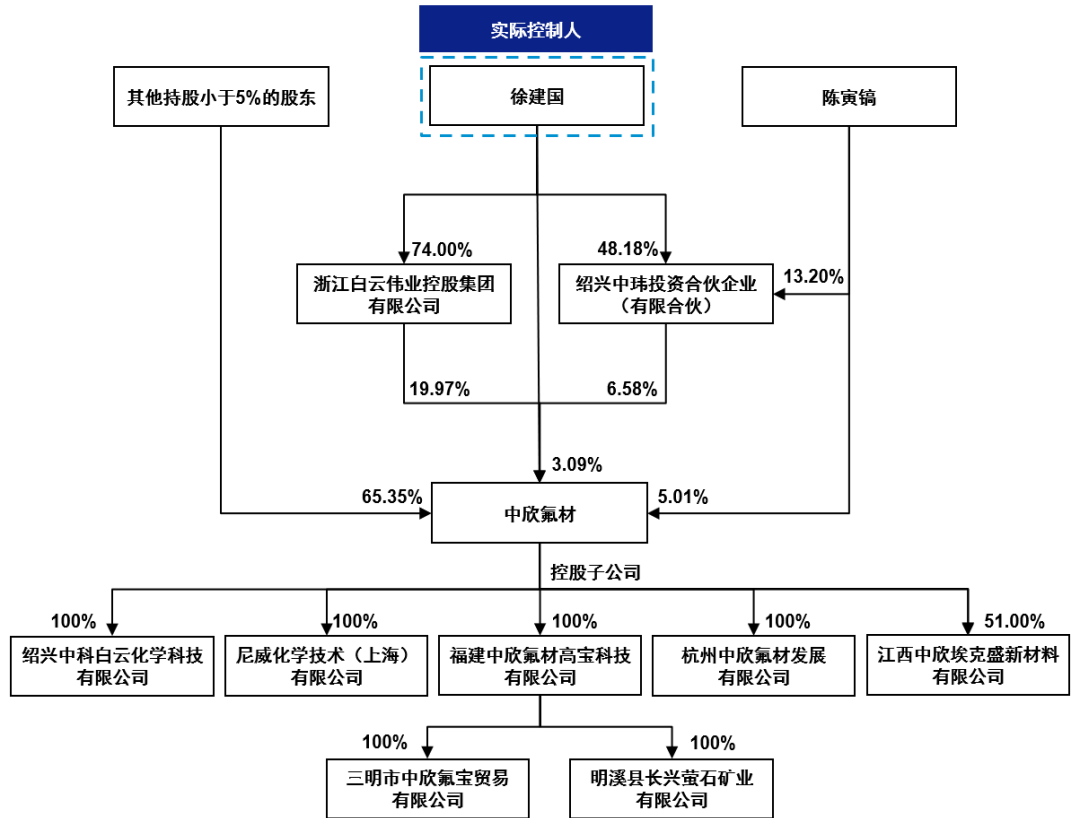 实际控制人
其他持股小于5%的股东
徐建国
陈寅镐
74.00%
48.18%
浙江白云伟业控股集团
有限公司
绍兴中玮投资合伙企业
（有限合伙）
13.20%
19.97%
6.58%
3.09%
65.35%
中欣氟材
5.01%
控股子公司
100%
100%
100%
100%
51.00%
绍兴中科白云化学科技
有限公司
尼威化学技术（上海）
有限公司
福建中欣氟材高宝科技
有限公司
杭州中欣氟材发展
有限公司
江西中欣埃克盛新材料
有限公司
100%
100%
三明市中欣氟宝贸易
有限公司
明溪县长兴萤石矿业
有限公司